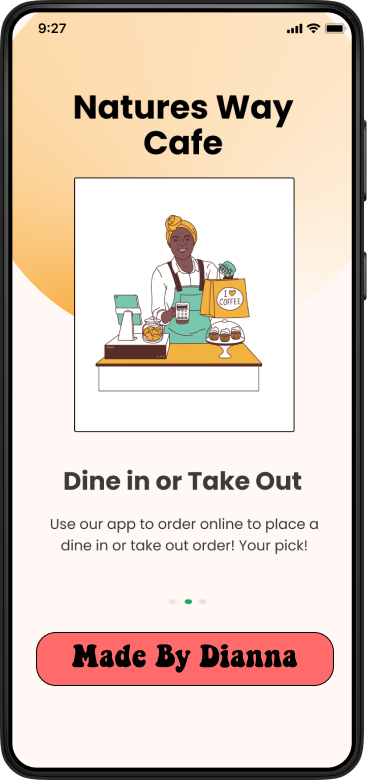 9:27
Natures Way
Cafe
I
COFFEE
Dine in or Take Out
Use our app to order online to place a
dine in or take out order! Your pick!
Made By Dianna